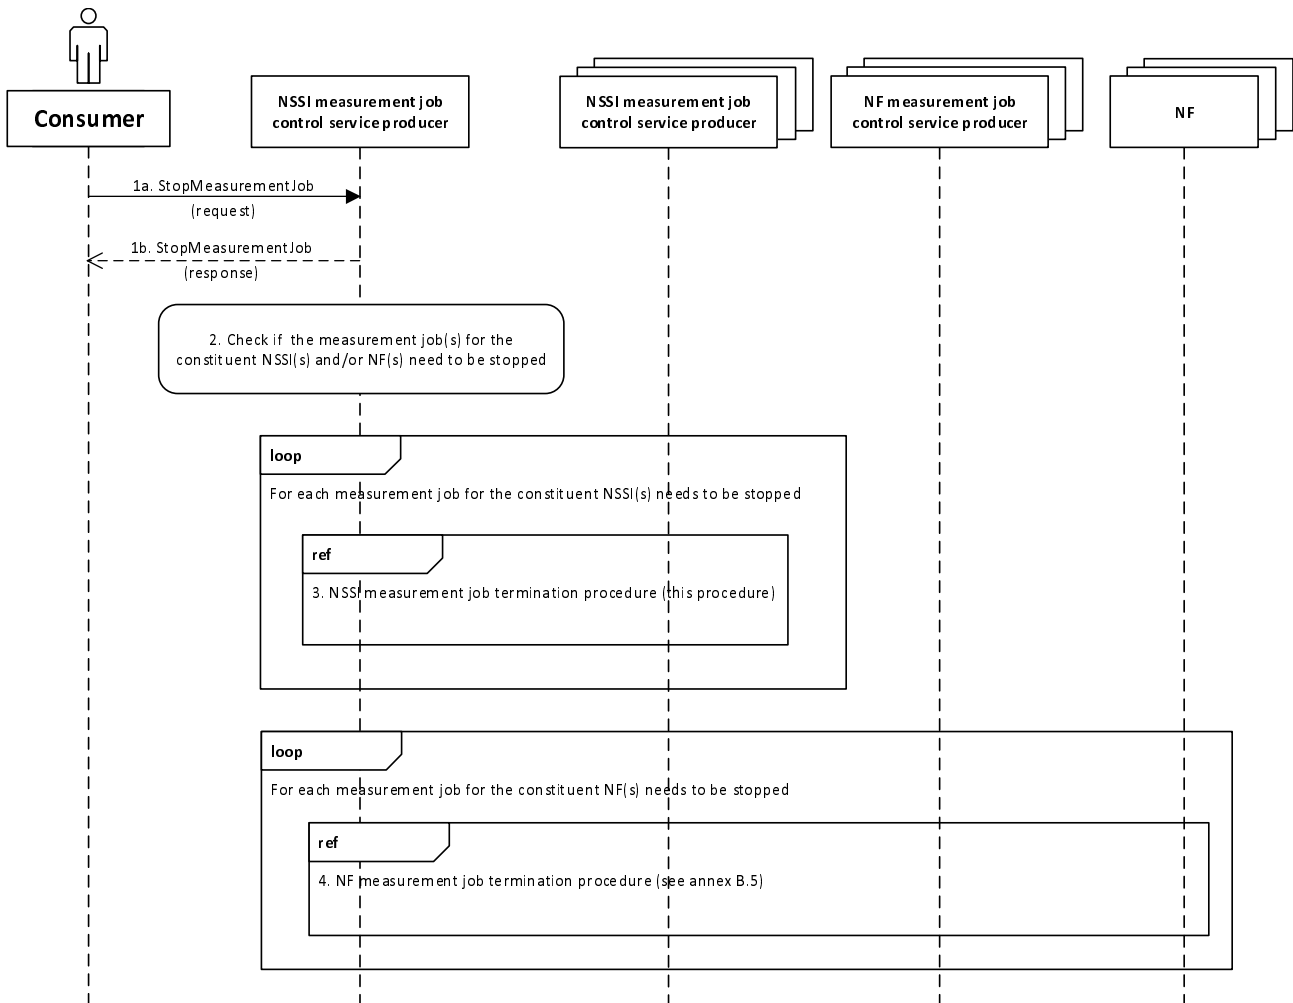 Consumer
NSSI measurement job
control service producer
NSSI measurement job
control service producer
NF measurement job
control service producer
NF
1a. StopMeasurementJob
(request)
1b. StopMeasurementJob
(response)
2. Check if the measurement job(s) for the
constituent NSSI(s) and/or NF(s) need to be stopped
loop
For each measurement job for the constituent NSSI(s) needs to be stopped
ref
3. NSSI measurement job termination procedure (this procedure)
loop
For each measurement job for the constituent NF(s) needs to be stopped
ref
4. NF measurement job termination procedure (see annex B.5)